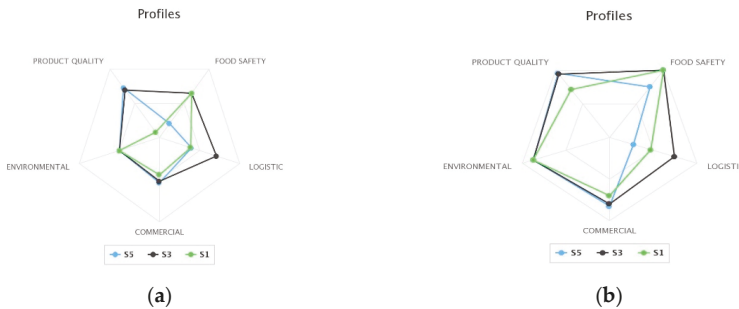 Profiles
PRODUCT QUALITY
FOOD SAFETY
ENVIRONMENTAL
LOGISTIC
COMMERCIAL
S5 S3 S1
(a)
Profiles
PRODUCT QUALITY
FOOD SAFETY
ENVIRONMENTAL
LOGISTI
COMMERCIAL
S5 S3 S1
(b)